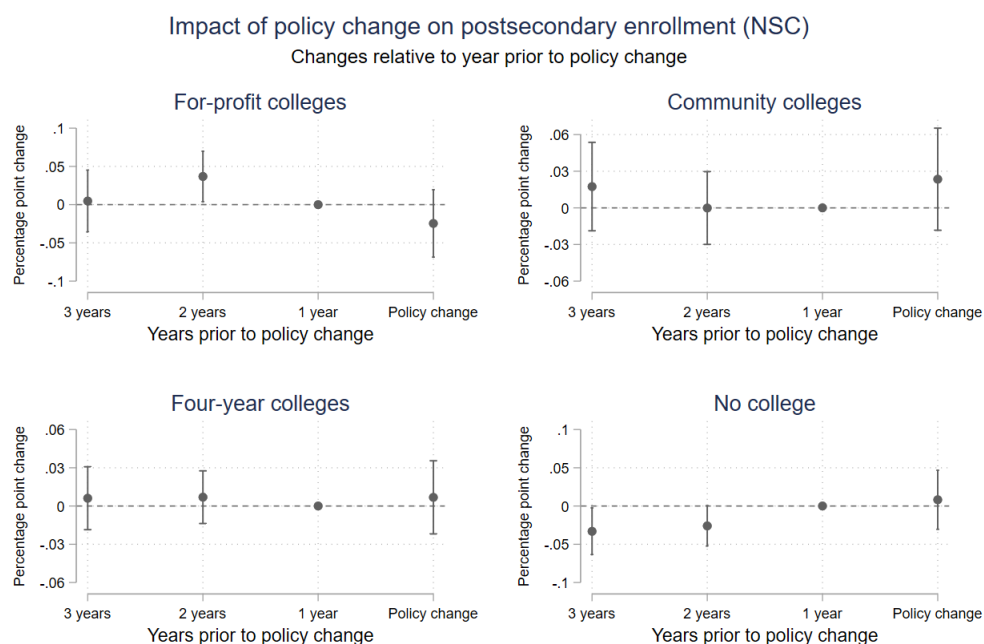 Impact of policy change on postsecondary enrollment (NSC)
Changes relative to year prior to policy change
For-profit colleges
Percentage point change
.1
.05
0
-.05
-.1
3 years
2 years
1 year
Policy change
Years prior to policy change
Community colleges
Percentage point change
.06
.03
0
-.03
-.06
3 years
2 years
1 year
Policy change
Years prior to policy change
Four-year colleges
Percentage point change
.06
.03
0
-.03
-.06
3 years
2 years
1 year
Policy change
Years prior to policy change
No college
Percentage point change
.1
.05
0
-.05
-.1
3 years
2 years
1 year
Policy change
Years prior to policy change